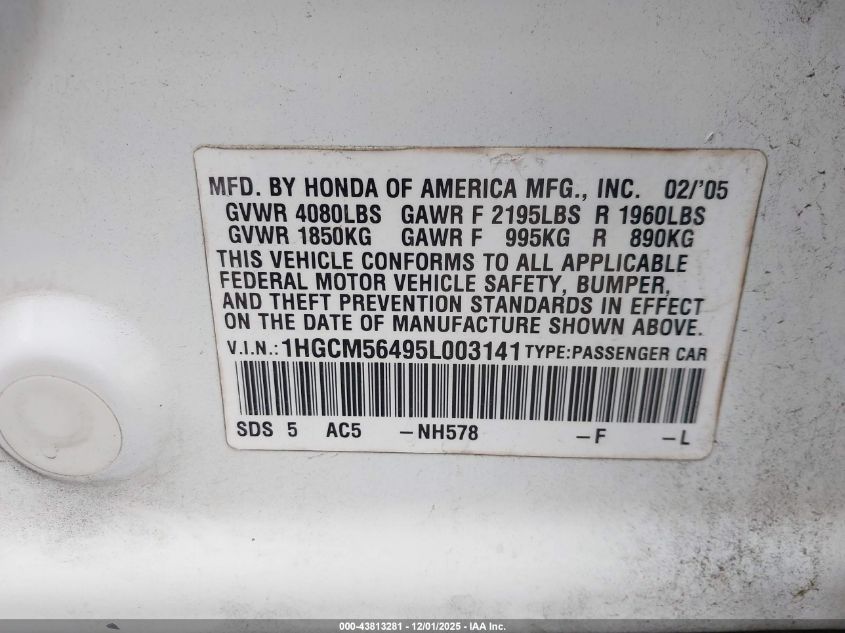 MFD. BY HONDA OF AMERICA MFG., INC. 02/'05
GVWR 4080LBS GAWR F 2195LBS R 1960LBS
GVWR 1850KG GAWR F 995KG R 890KG
THIS VEHICLE CONFORMS TO ALL APPLICABLE
FEDERAL MOTOR VEHICLE SAFETY, BUMPER,
AND THEFT PREVENTION STANDARDS IN EFFECT
ON THE DATE OF MANUFACTURE SHOWN ABOVE.
V.I.N.: 1HGCM56495L003141 TYPE:PASSENGER CAR
SDS 5 AC5 -NH578 -F -L
000-43813281 - 12/01/2025 - IAA Inc.